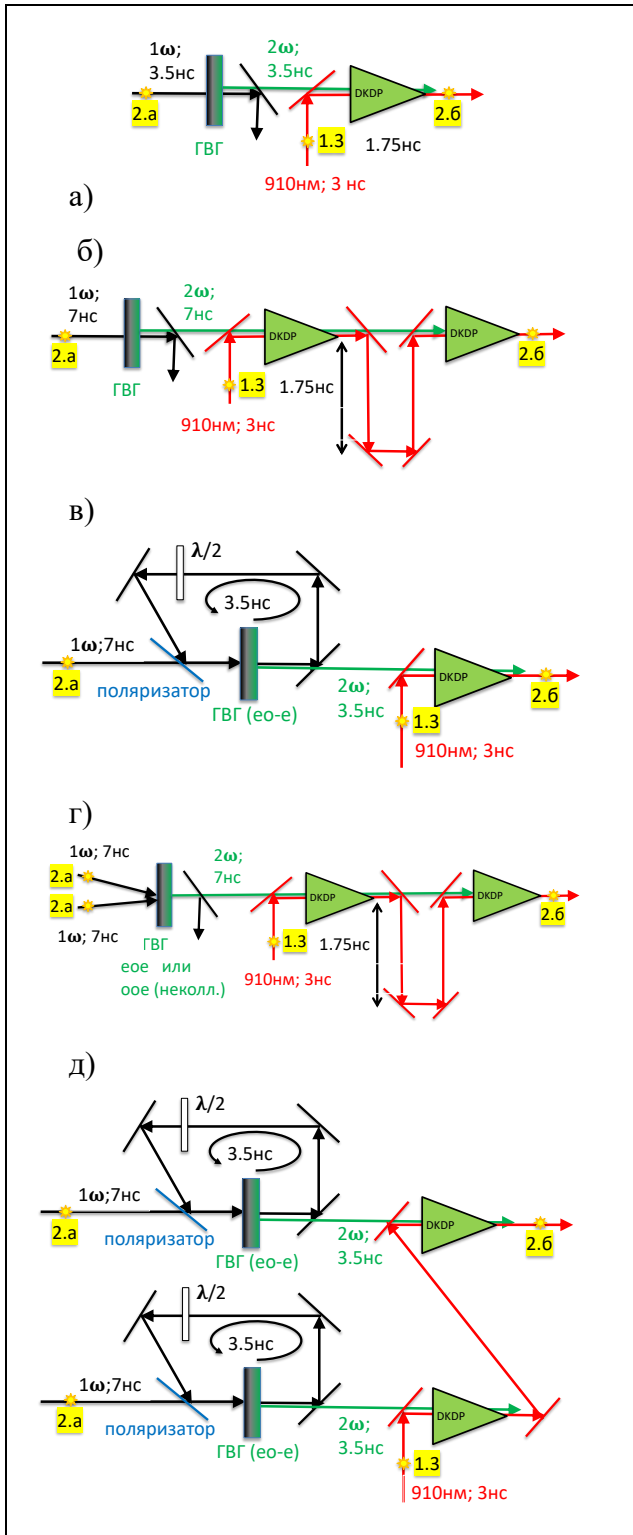 1ω;
3.5нс
2ω;
3.5нс
2.а
DKDP
2.б
ГВГ
1.3
1.75нс
910нм; 3 нс
а)
б)
1ω;
7нс
2ω;
7нс
2.а
DKDP
DKDP
2.б
ГВГ
1.3
1.75нс
910нм; 3нс
в)
λ/2
3.5нс
1ω;7нс
2.а
поляризатор
ГВГ (ео-е)
2ω;
3.5нс
DKDP
2.б
1.3
910нм; 3нс
г)
1ω; 7нс
2.а
2.а
1ω; 7нс
2ω;
7нс
DKDP
DKDP
2.б
ГВГ
еое или
оое (неколл.)
1.3
1.75нс
910нм; 3нс
д)
λ/2
3.5нс
1ω;7нс
2.а
поляризатор
ГВГ (ео-е)
2ω;
3.5нс
DKDP
2.б
λ/2
3.5нс
1ω;7нс
2.а
поляризатор
ГВГ (ео-е)
2ω;
3.5нс
DKDP
1.3
910нм; 3нс